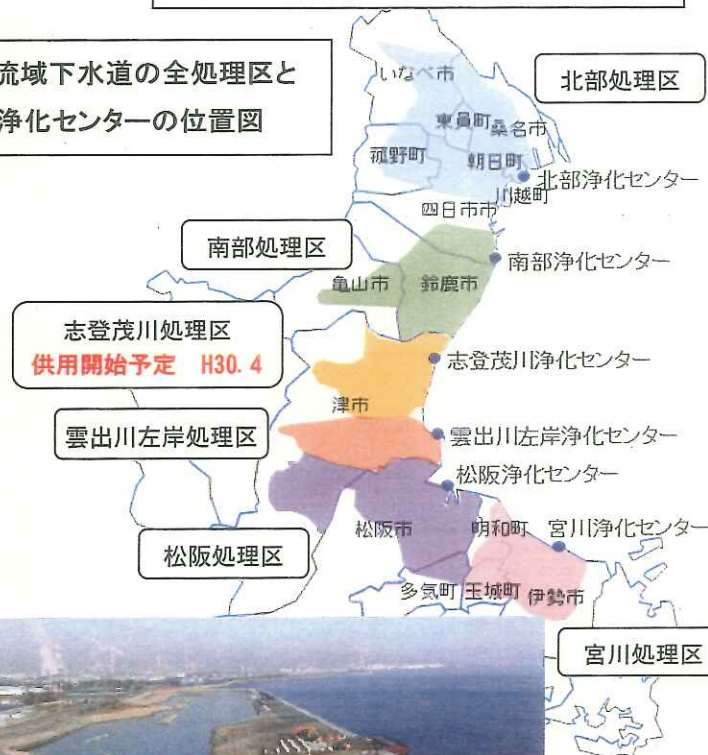 流域下水道の全処理区と
浄化センターの位置図
北部処理区
いなべ市
東員町
桑名市
菰野町
朝日町
北部浄化センター
川越町
四日市市
南部処理区
南部浄化センター
亀山市
鈴鹿市
志登茂川処理区
供用開始予定 H30.4
志登茂川浄化センター
津市
雲出川左岸処理区
雲出川左岸浄化センター
松阪浄化センター
松阪市
明和町
宮川浄化センター
松阪処理区
多気町
玉城町
伊勢市
宮川処理区